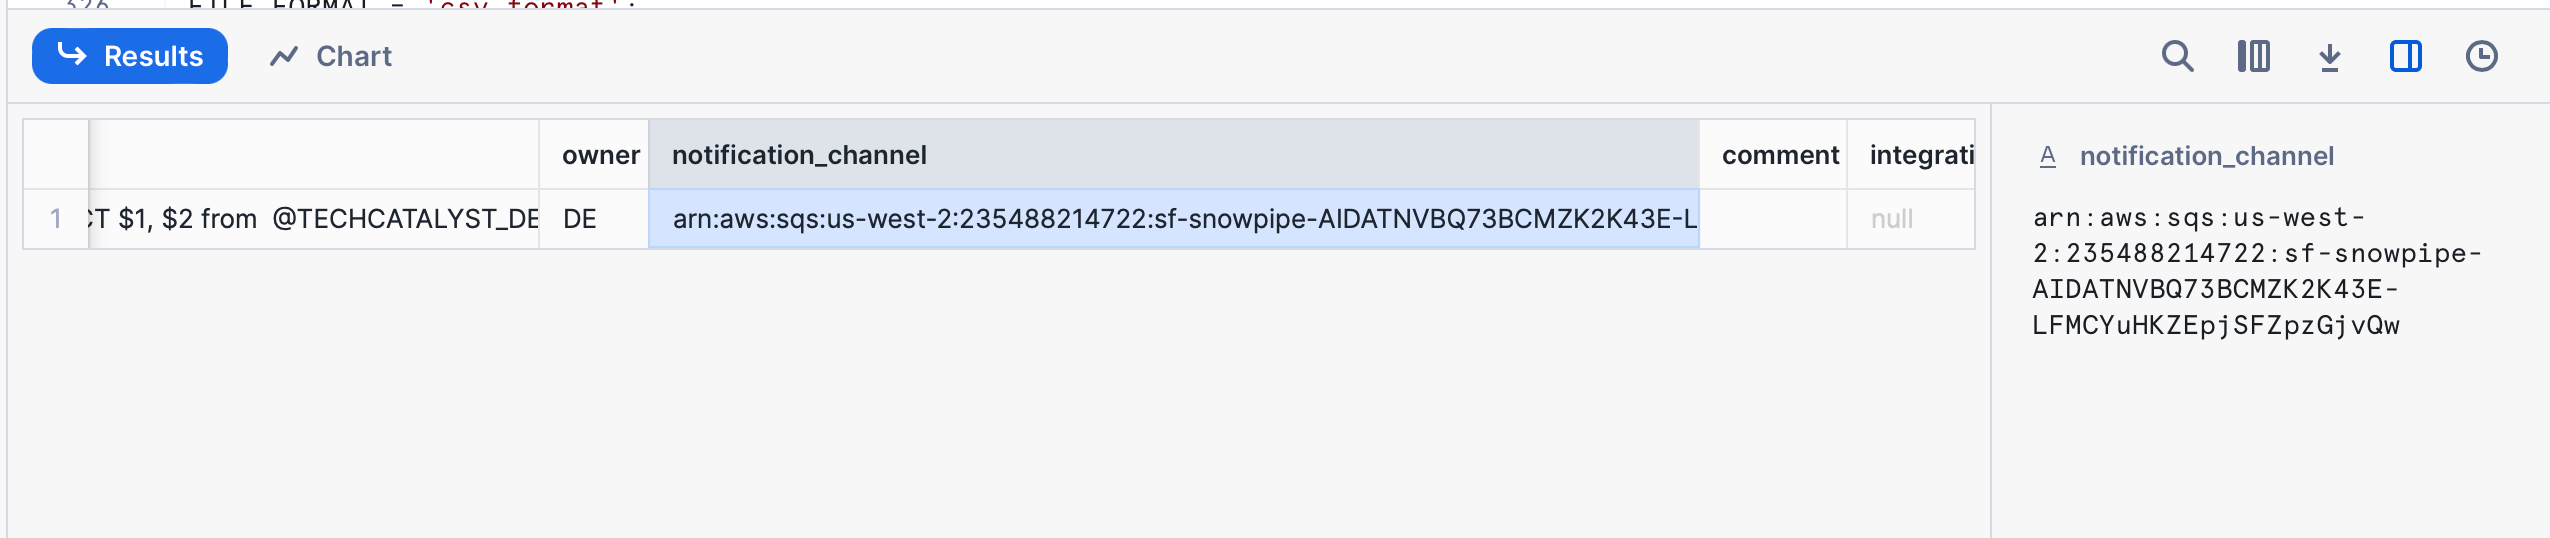 326 FILE_FORMAT = 'csv_format';
Results Chart
owner notification_channel comment integrati
1 CT $1, $2 from @TECHCATALYST_DE DE arn:aws:sqs:us-west-2:235488214722:sf-snowpipe-AIDATNVBQ73BCMZK2K43E-L null
A notification_channel
arn:aws:sqs:us-west-
2:235488214722:sf-snowpipe-
AIDATNVBQ73BCMZK2K43E-
LFMCYuHKZEpjSFZpzGjvQw